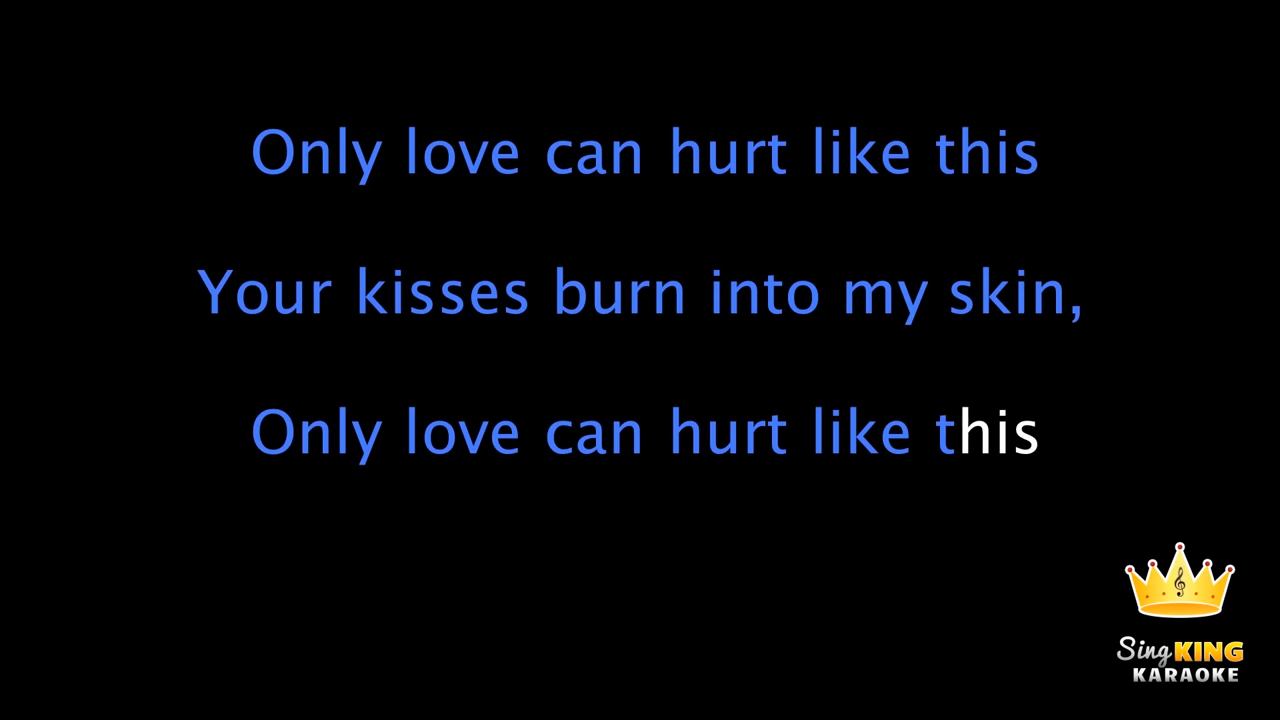 Only love can hurt like this
Your kisses burn into my skin,
Only love can hurt like this
Sing KING
KARAOKE